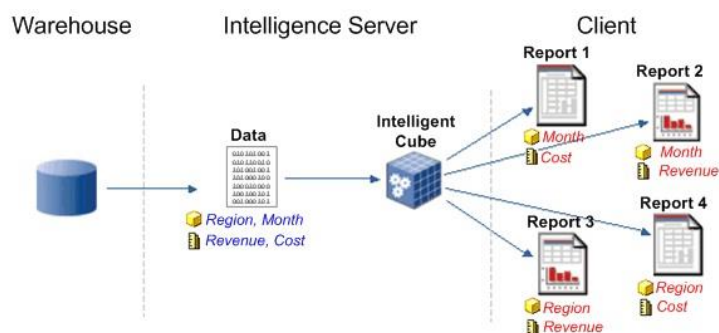 Warehouse
Intelligence Server
Client
Report 1
Report 2
Data
Intelligent
Cube
Month
Cost
Month
Revenue
Region, Month
Revenue, Cost
Report 3
Report 4
Region
Revenue
Region
Cost